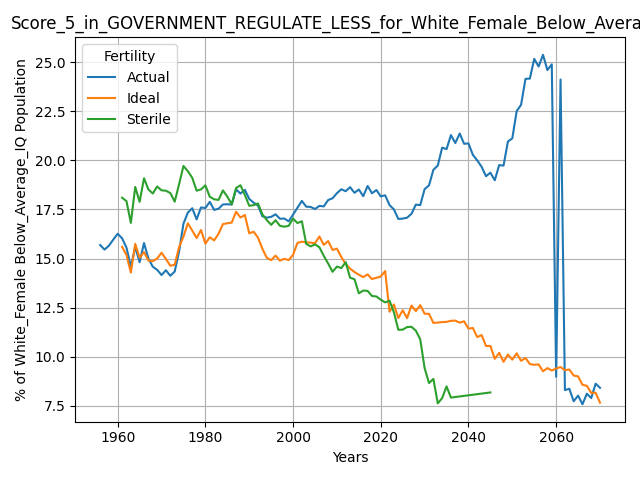 Score_5_in_GOVERNMENT_REGULATE_LESS_for_White_Female_Below_Avera
Fertility
Actual
Ideal
Sterile
% of White_Female Below_Average_IQ Population
25.0
22.5
20.0
17.5
15.0
12.5
10.0
7.5
1960 1980 2000 2020 2040 2060
Years